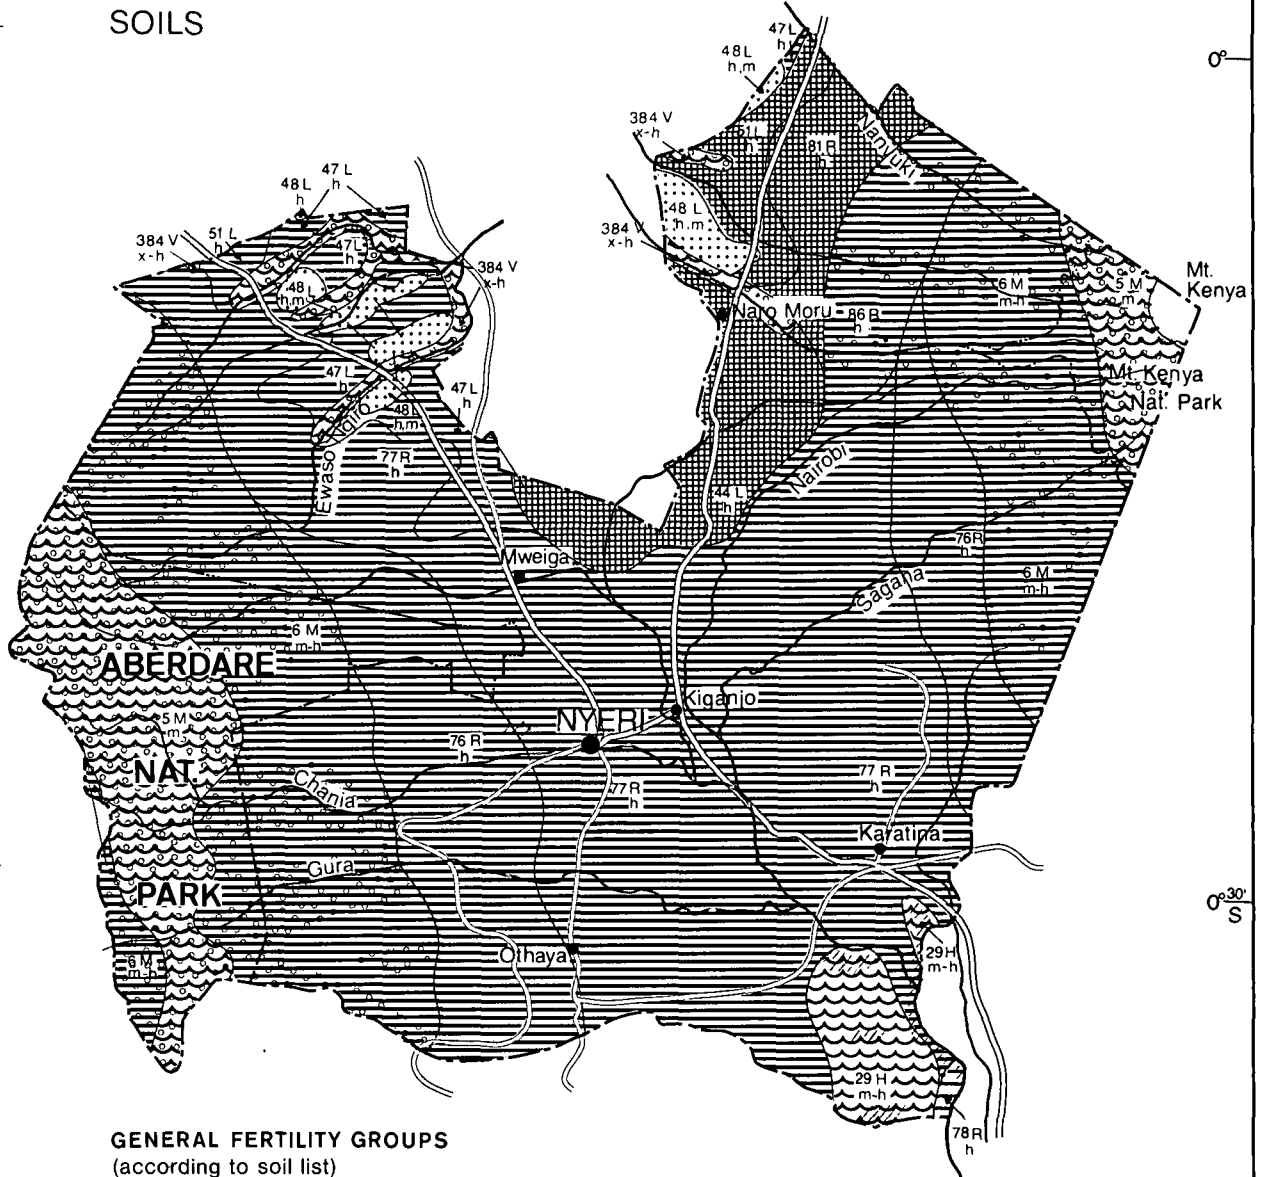 SOILS
47 L
h
48 L
h,m
0°
384 V
x-h
51 L
h
81 R
h
Nanyuki
47 L
h
48 L
h
48 L
h,m
51 L
h
384 V
x-h
47 L
h
384 V
x-h
384 V
x-h
48 L
h,m
6 M
m-h
5 M
m
Mt.
Kenya
Naro Moru
86 R
h
47 L
h
47 L
h
Mt. Kenya
Nat. Park
48 L
h,m
Ewaso Ngiro
77 R
h
Nairobi
44 L
h
76 R
h
Mweiga
6 M
m-h
Sagana
6 M
m-h
ABERDARE
Kiganjo
5 M
m
NYERI
76 R
h
NAT.
Chania
77 R
h
77 R
h
Karatina
Gura
PARK
0°30'
S
Othaya
29 H
m-h
6 M
m-h
29 H
m-h
78 R
h
GENERAL FERTILITY GROUPS
(according to soil list)